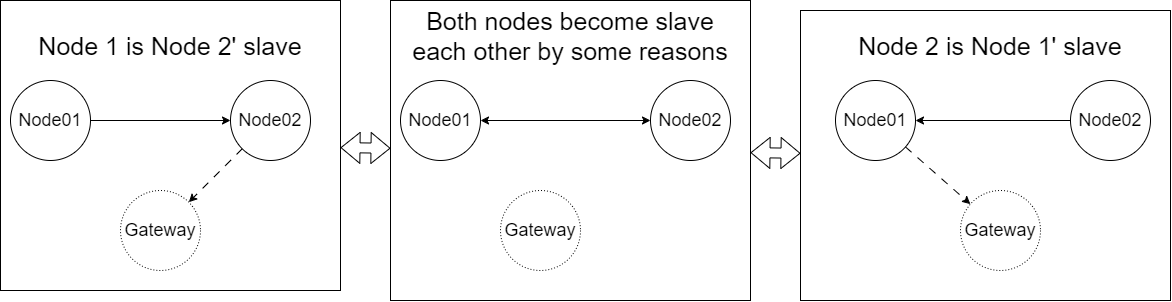 Node 1 is Node 2' slave
Node01
Node02
Gateway
Both nodes become slave
each other by some reasons
Node01
Node02
Gateway
Node 2 is Node 1' slave
Node01
Node02
Gateway